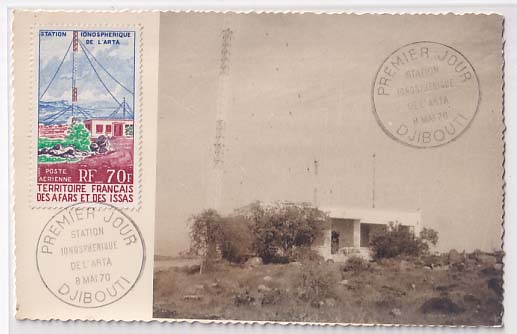 STATION IONOSPHERIQUE
DE L'ARTA
POSTE
AERIENNE
RF 70F
TERRITOIRE FRANÇAIS
DES AFARS ET DES ISSAS
PREMIER JOUR
STATION
IONOSPHERIQUE
DE L'ARTA
8 MAI 70
DJIBOUTI
PREMIER JOUR
STATION
IONOSPHERIQUE
DE L'ARTA
8 MAI 70
DJIBOUTI